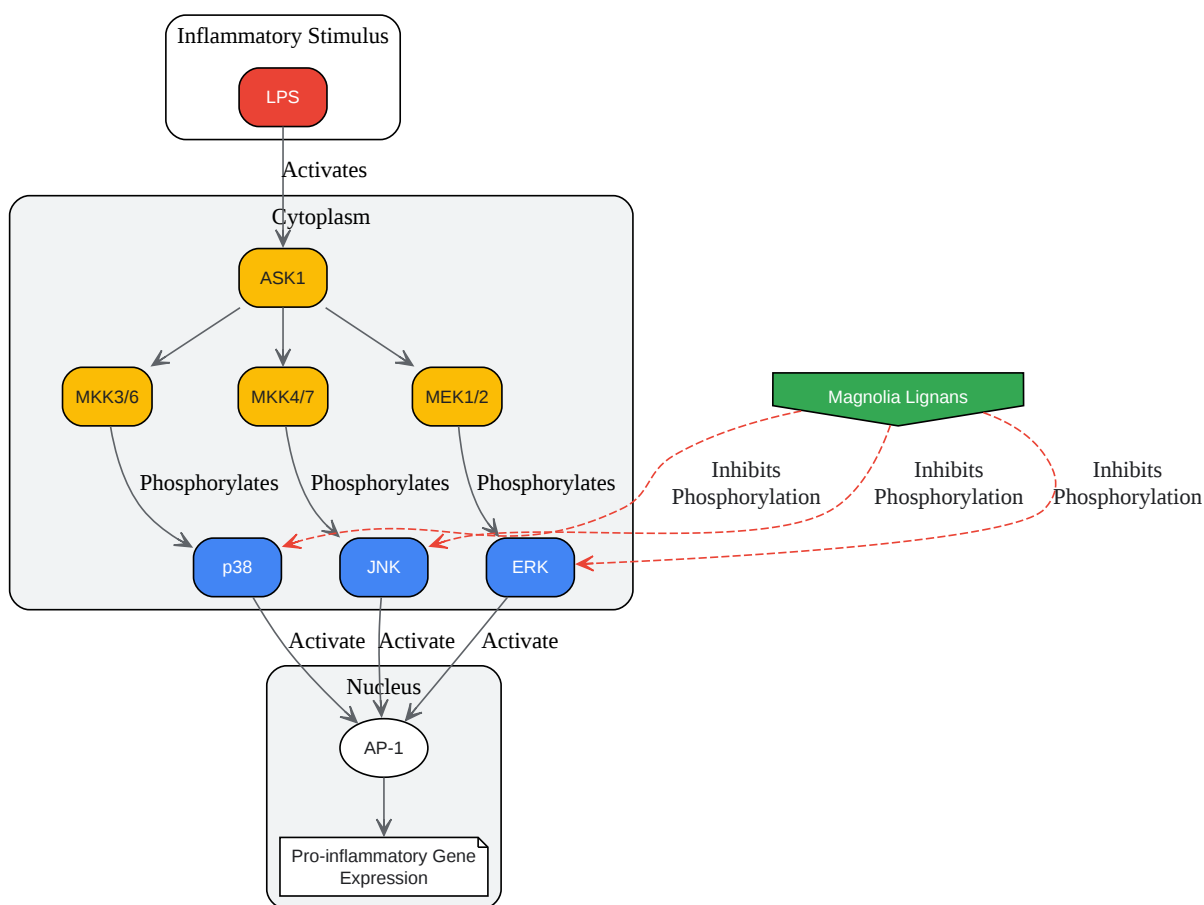 Inflammatory Stimulus
LPS
Activates
Cytoplasm
ASK1
MKK3/6
MKK4/7
MEK1/2
Magnolia Lignans
Phosphorylates
Phosphorylates
Phosphorylates
Inhibits
Phosphorylation
Inhibits
Phosphorylation
Inhibits
Phosphorylation
p38
JNK
ERK
Activate
Activate
Activate
Nucleus
AP-1
Pro-inflammatory Gene
Expression